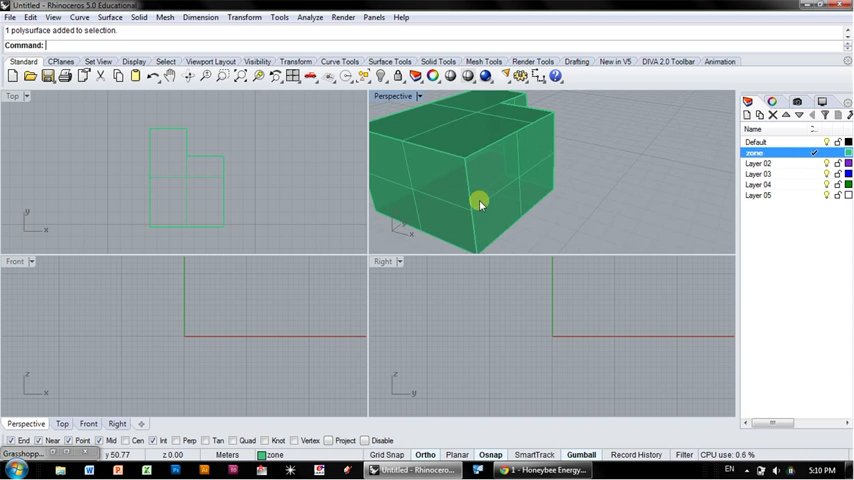 Untitled - Rhinoceros 5.0 Educational
File Edit View Curve Surface Solid Mesh Dimension Transform Tools Analyze Render Panels Help
1 polysurface added to selection.
Command:
Standard CPlanes Set View Display Select Viewport Layout Visibility Transform Curve Tools Surface Tools Solid Tools Mesh Tools Render Tools Drafting New in V5 DIVA 2.0 Toolbar Animation
Top
y
x
Perspective
x
Front
z
x
Right
z
y
Name
Default
zone
Layer 02
Layer 03
Layer 04
Layer 05
Perspective Top Front Right
End Near Point Mid Cen Int Perp Tan Quad Knot Vertex Project Disable
Grasshopp...
y 50.77 z 0.00 Meters zone Grid Snap Ortho Planar Osnap SmartTrack Gumball Record History Filter CPU use: 0.6 %
Untitled - Rhinocero...
1 - Honeybee Energy...
EN
5:10 PM